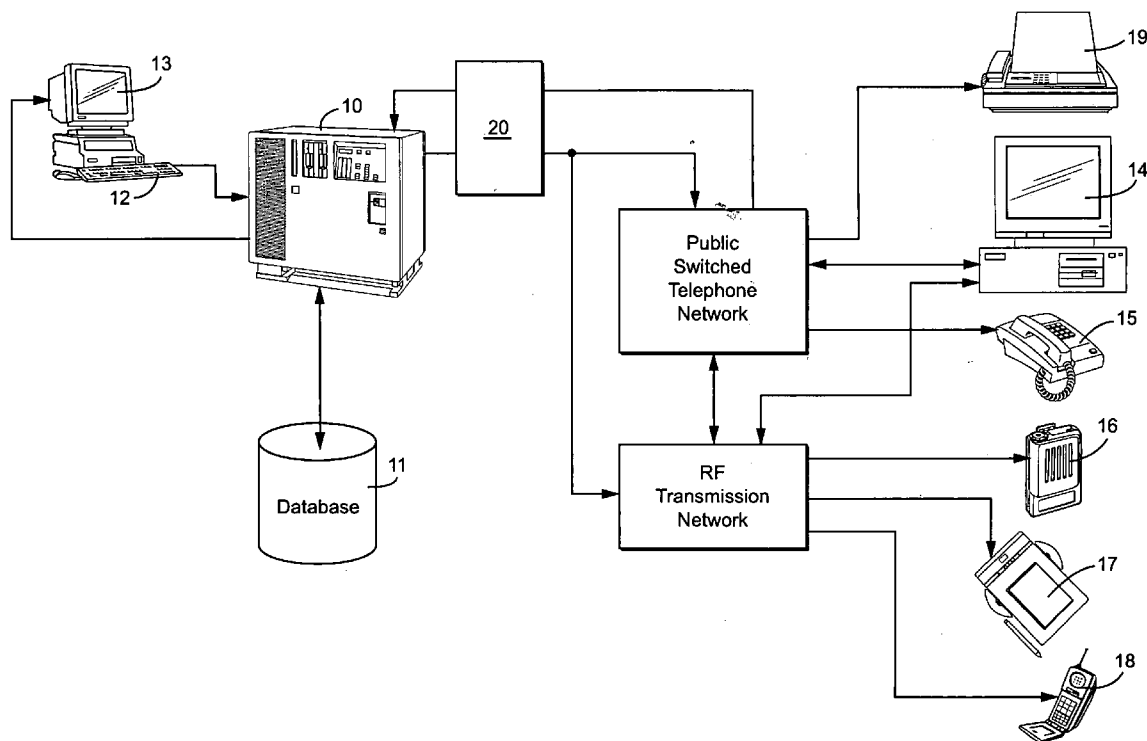 19
13
10
20
14
12
Public
Switched
Telephone
Network
15
16
11
RF
Transmission
Network
Database
17
18